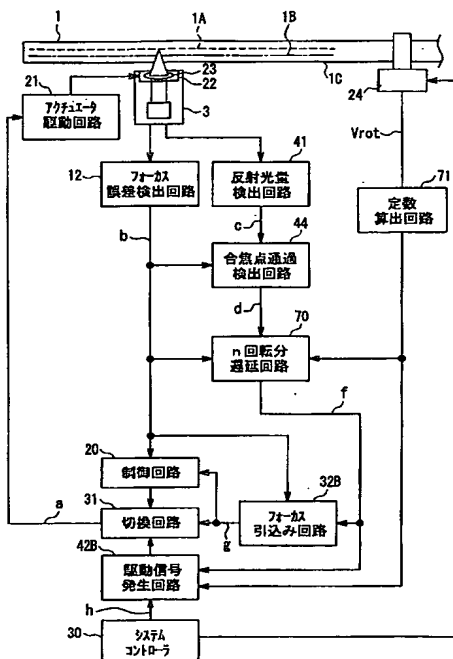 1
1A
1B
1C
23
22
3
24
21
アクチュエータ
駆動回路
Vrot
12
フォーカス
誤差検出回路
41
反射光量
検出回路
71
定数
算出回路
b
c
44
合焦点通過
検出回路
d
70
n回転分
遅延回路
f
20
制御回路
31
切換回路
a
32B
フォーカス
引込み回路
g
42B
駆動信号
発生回路
h
30
システム
コントローラ